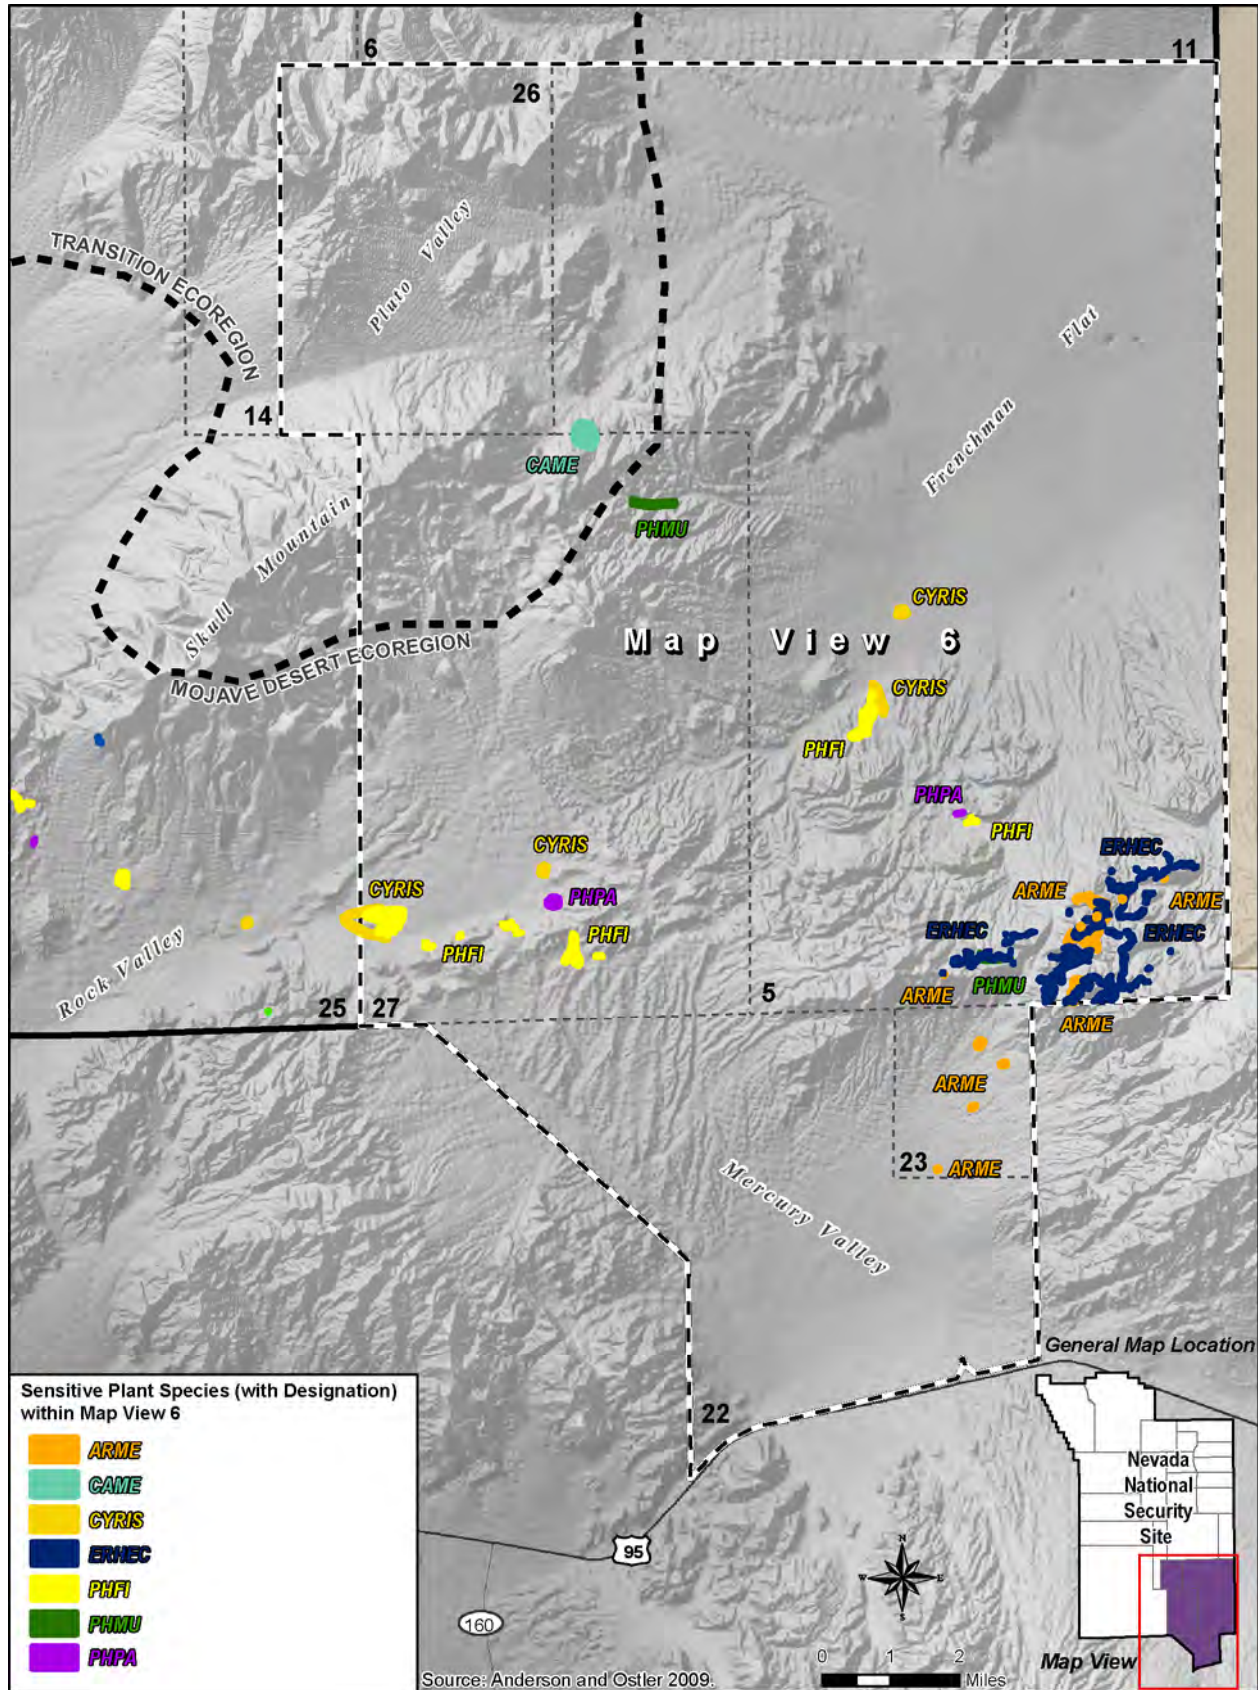 6
11
26
TRANSITION ECOREGION
Pluto Valley
Flat
Frenchman
14
CAME
PHMU
Skull Mountain
CYRIS
Map View 6
MOJAVE DESERT ECOREGION
CYRIS
PHFI
PHPA
PHFI
ERHEC
CYRIS
CYRIS
PHPA
ARME
ARME
PHFI
PHFI
ERHEC
ERHEC
Rock Valley
PHMU
ARME
25
27
5
ARME
ARME
23
ARME
Mercury Valley
General Map Location
22
Sensitive Plant Species (with Designation)
within Map View 6
ARME
CAME
CYRIS
ERHEC
PHFI
PHMU
PHPA
95
160
N
W
E
S
Nevada
National
Security
Site
Map View
0 1 2
Miles
Source: Anderson and Ostler 2009.